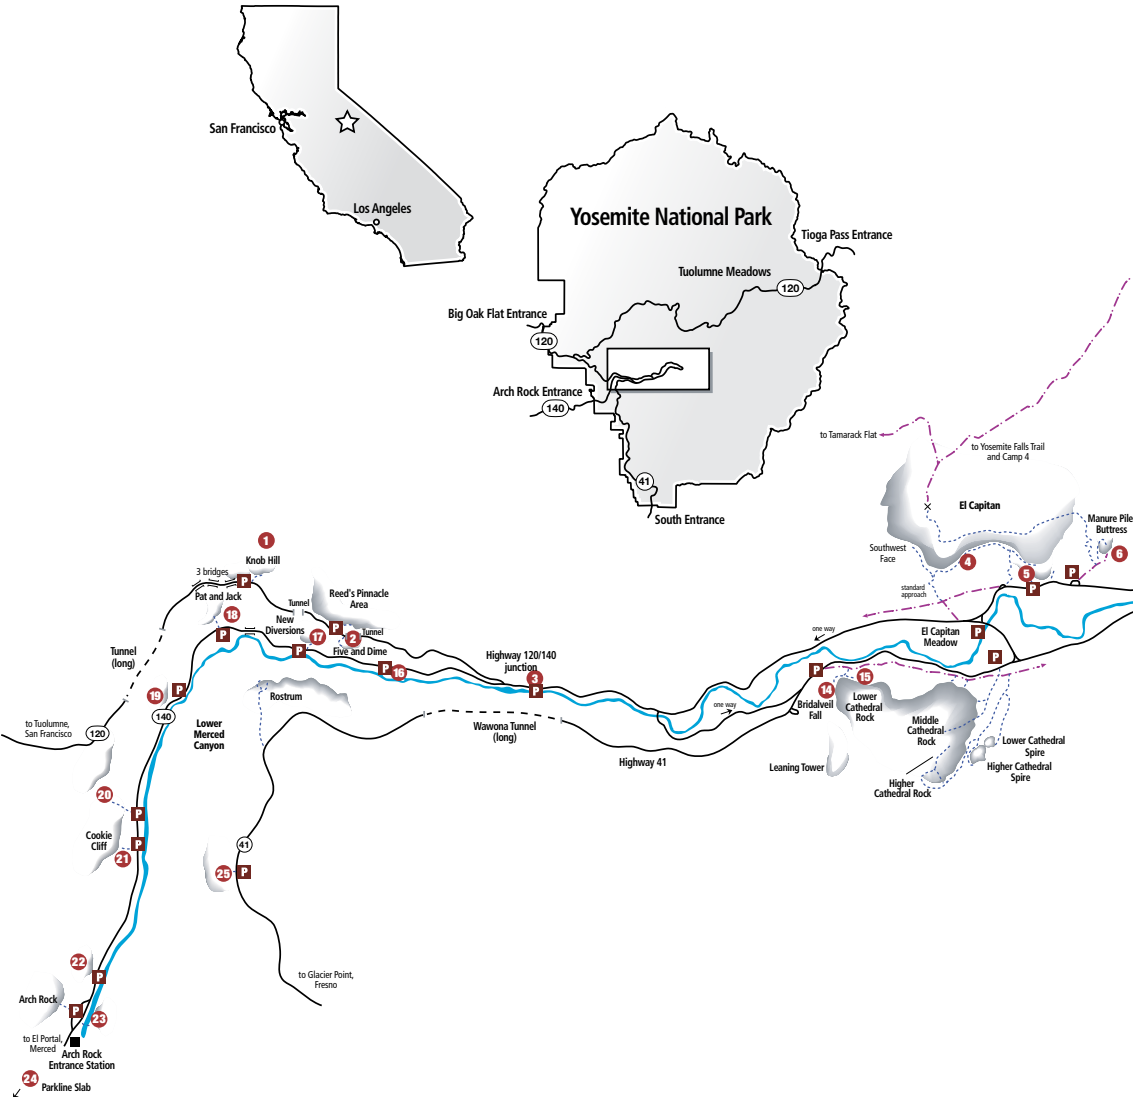 San Francisco
Los Angeles
Yosemite National Park
Tioga Pass Entrance
Tuolumne Meadows
120
Big Oak Flat Entrance
120
Arch Rock Entrance
140
41
South Entrance
to Tamarack Flat
to Yosemite Falls Trail
and Camp 4
El Capitan
Manure Pile
Buttress
6
Southwest
Face
4
5
P
P
standard
approach
1
Knob Hill
3 bridges
P
Pat and Jack
18
P
Tunnel
Reed's Pinnacle
Area
New
Diversions
17
P
P
2
Tunnel
Five and Dime
P
16
Highway 120/140
junction
3
P
one way
El Capitan
Meadow
P
P
P
14
15
Bridalveil
Fall
Lower
Cathedral
Rock
Middle
Cathedral
Rock
Lower Cathedral
Spire
Higher Cathedral
Spire
Higher
Cathedral Rock
Leaning Tower
one way
Tunnel
(long)
19
P
140
Rostrum
Lower
Merced
Canyon
to Tuolumne,
San Francisco
120
Wawona Tunnel
(long)
Highway 41
20
P
Cookie
Cliff
P
21
41
25
P
22
P
to Glacier Point,
Fresno
Arch Rock
P
23
to El Portal,
Merced
Arch Rock
Entrance Station
24
Parkline Slab